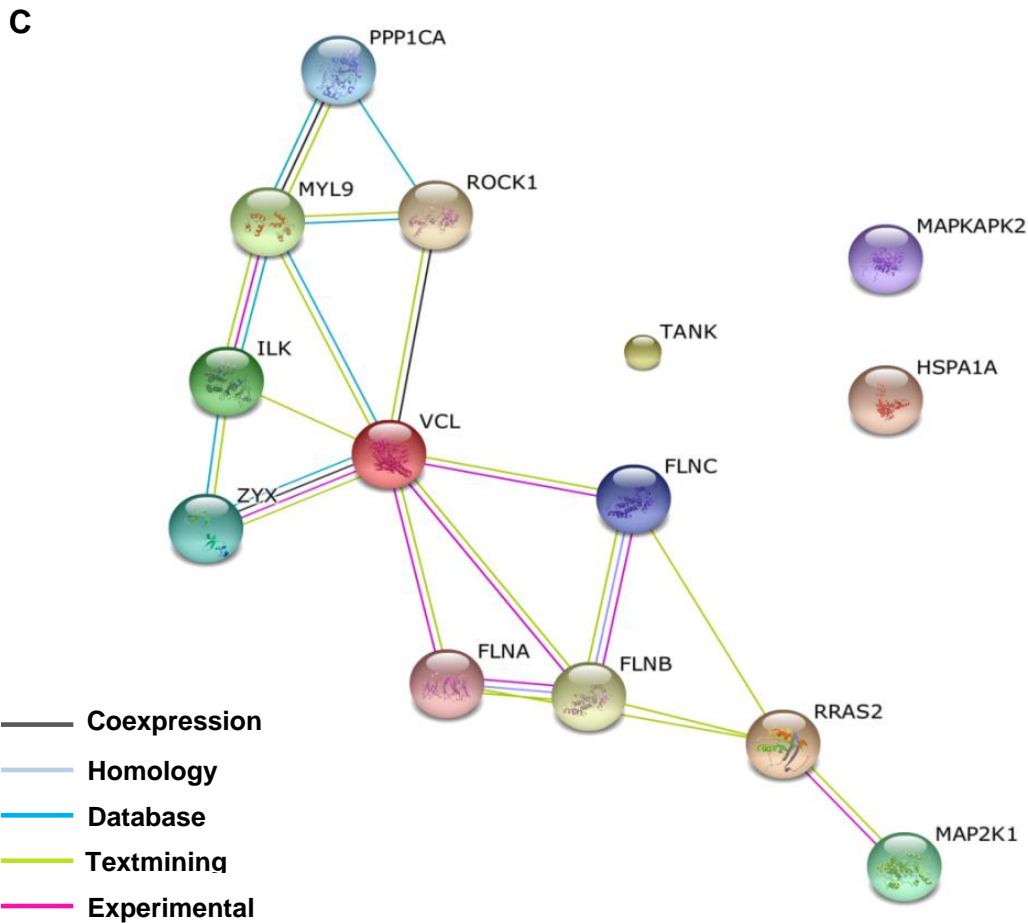 C
PPP1CA
MYL9
ROCK1
MAPKAPK2
TANK
ILK
HSPA1A
VCL
FLNC
ZYX
FLNA
FLNB
RRAS2
Coexpression
Homology
Database
Textmining
MAP2K1
Experimental